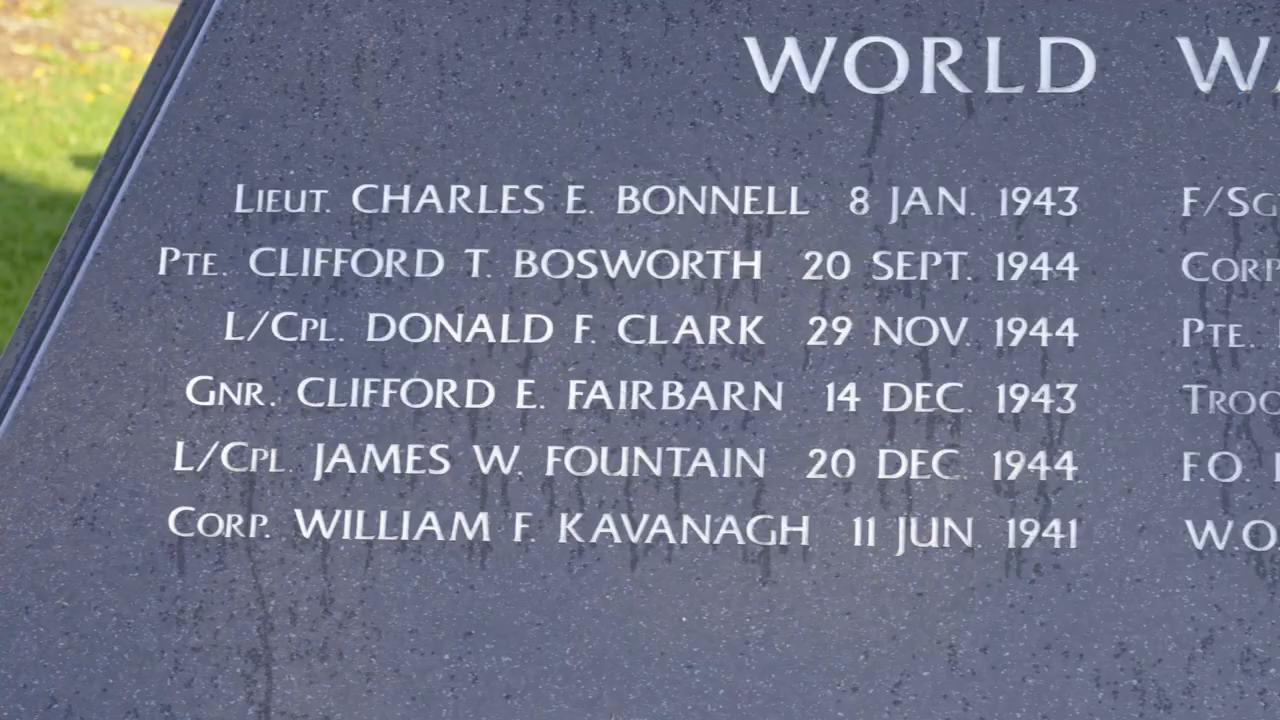 WORLD
Lieut. CHARLES E. BONNELL 8 JAN. 1943
Pte. CLIFFORD T. BOSWORTH 20 SEPT. 1944
L/Cpl. DONALD F. CLARK 29 NOV. 1944
Gnr. CLIFFORD E. FAIRBARN 14 DEC. 1943
L/Cpl. JAMES W. FOUNTAIN 20 DEC. 1944
Corp. WILLIAM F. KAVANAGH 11 JUN. 1941
Pte.
F.O.